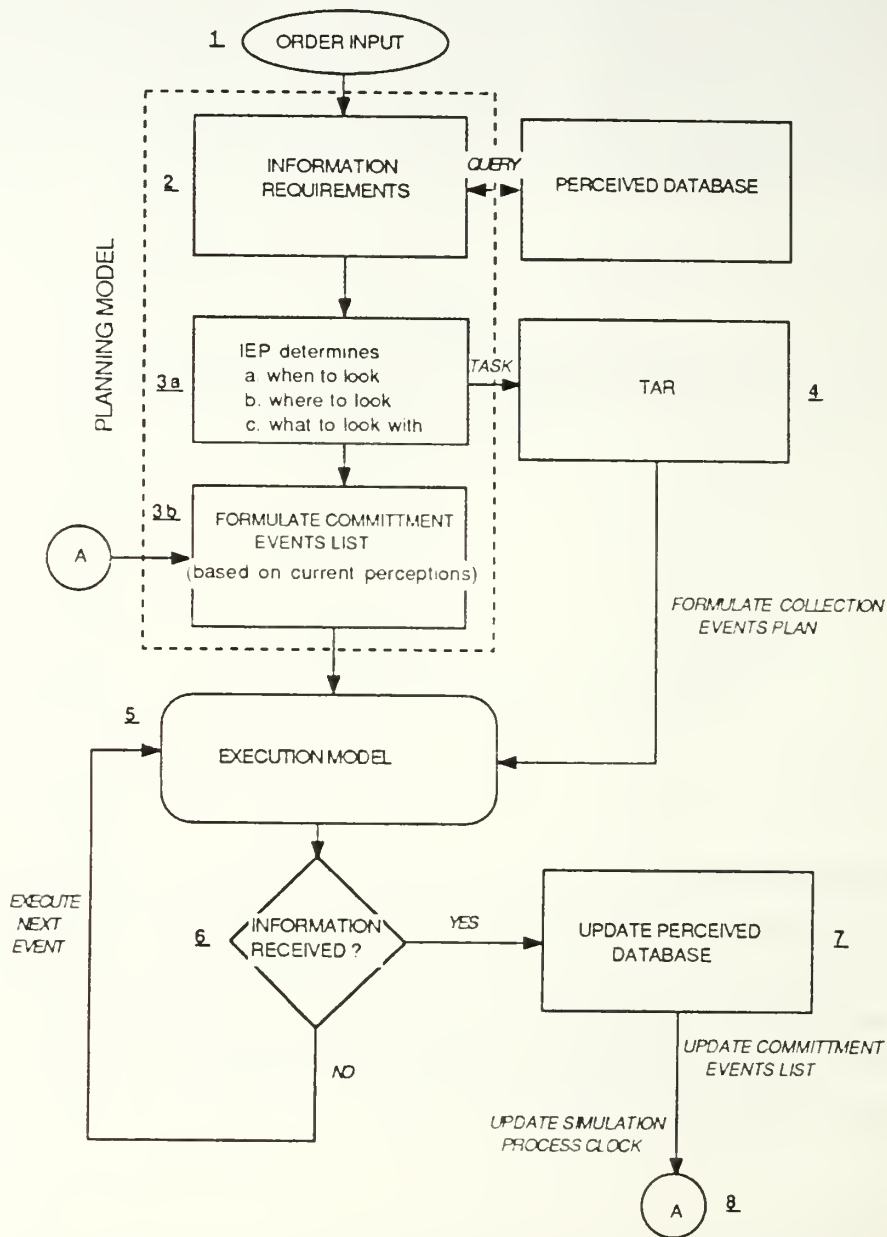 1
ORDER INPUT
2
INFORMATION
REQUIREMENTS
QUERY
PERCEIVED DATABASE
PLANNING MODEL
3a
IEP determines
a. when to look
b. where to look
c. what to look with
TASK
TAR
4
3b
FORMULATE COMMITTMENT
EVENTS LIST
(based on current perceptions)
A
FORMULATE COLLECTION
EVENTS PLAN
5
EXECUTION MODEL
EXECUTE
NEXT
EVENT
6
INFORMATION
RECEIVED ?
YES
UPDATE PERCEIVED
DATABASE
7
NO
UPDATE COMMITTMENT
EVENTS LIST
UPDATE SIMULATION
PROCESS CLOCK
A
8